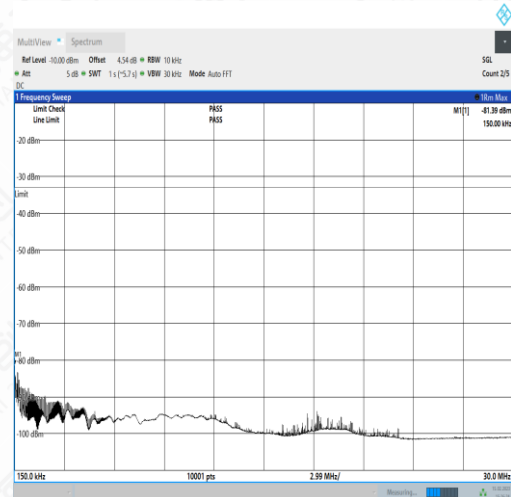 MultiView Spectrum
Ref Level -10.00 dBm Offset 4.54 dB RBW 10 kHz SGL
Att 5 dB SWT 1 s (~5.7 s) VBW 30 kHz Mode Auto FFT Count 2/5
DC
1 Frequency Sweep 1Rm Max
Limit Check PASS M1[1] -81.39 dBm
Line Limit PASS 150.00 kHz
-20 dBm
-30 dBm
Limit
-40 dBm
-50 dBm
-60 dBm
-70 dBm
M1
-80 dBm
-90 dBm
-100 dBm
150.0 kHz 10001 pts 2.99 MHz/ 30.0 MHz
Measuring...